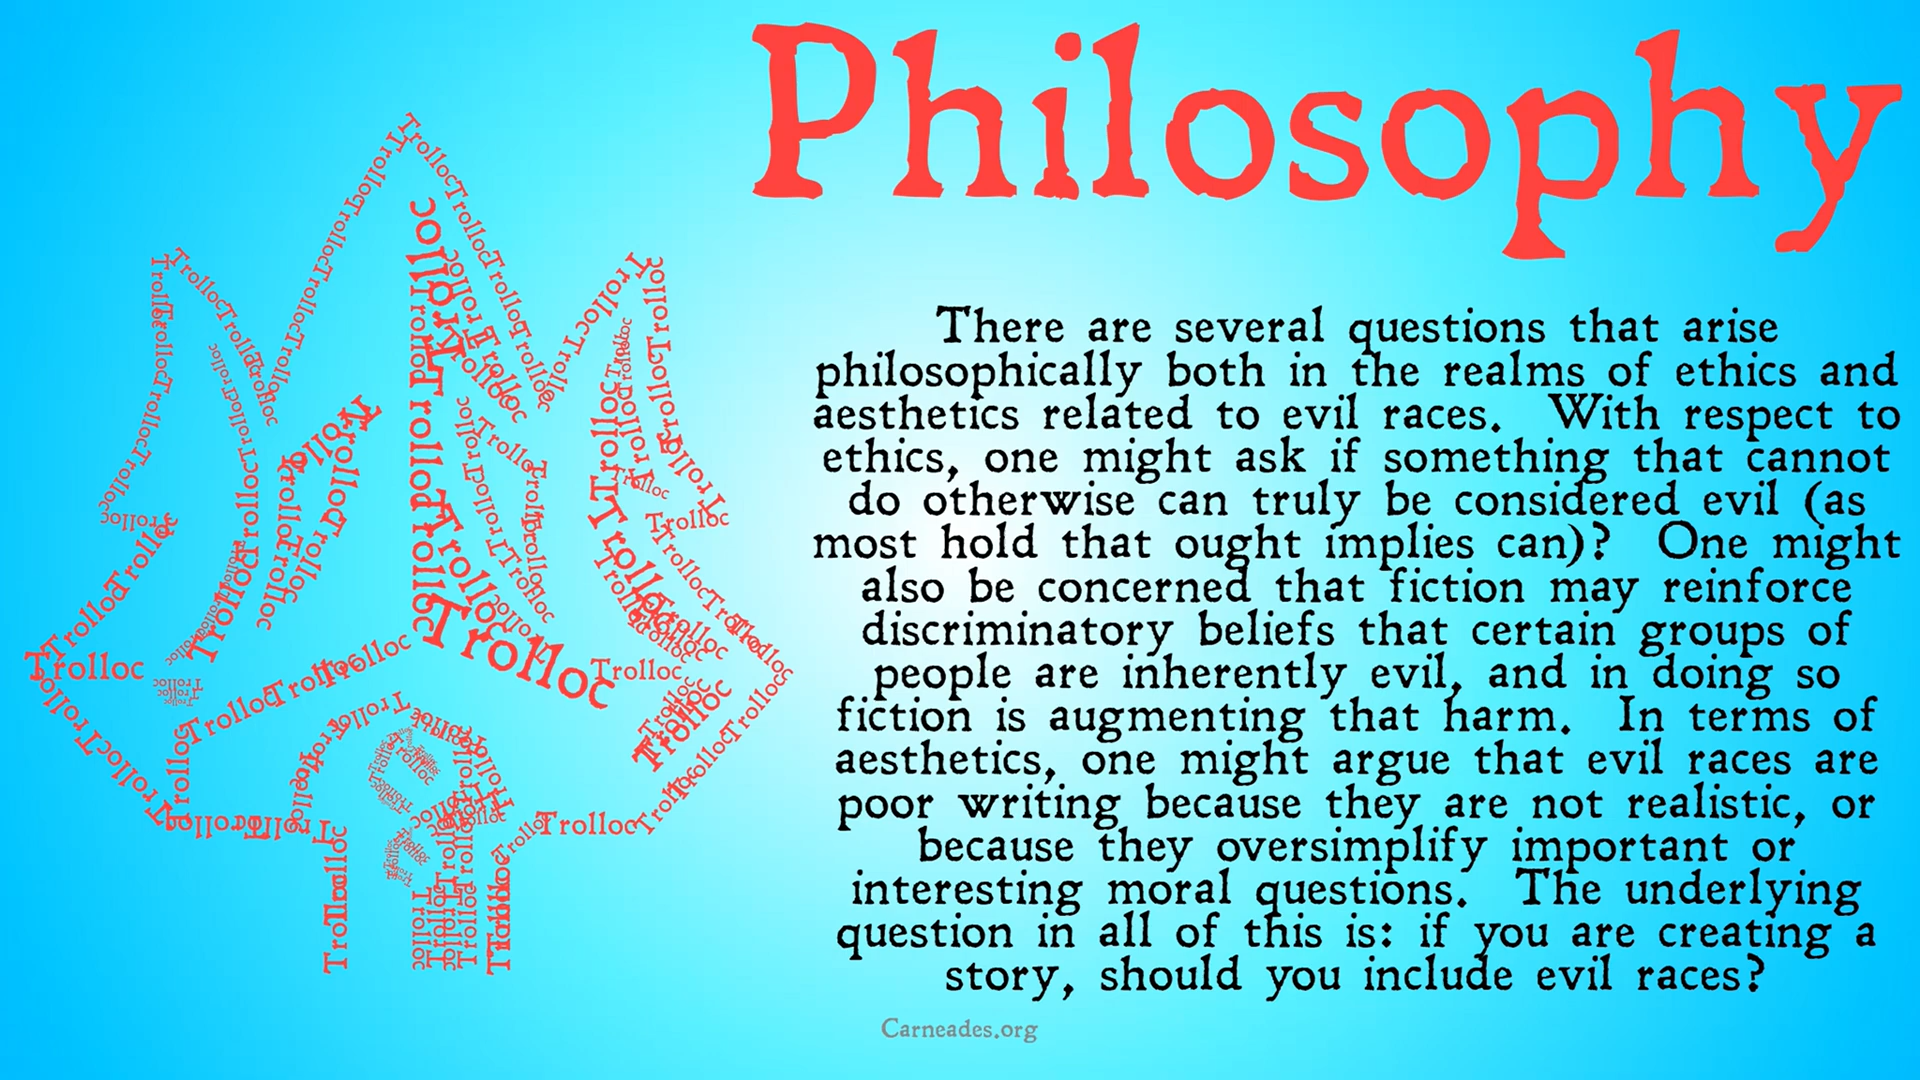 Philosophy
There are several questions that arise
philosophically both in the realms of ethics and
aesthetics related to evil races.  With respect to
ethics, one might ask if something that cannot
do otherwise can truly be considered evil (as
most hold that ought implies can)?  One might
also be concerned that fiction may reinforce
discriminatory beliefs that certain groups of
people are inherently evil, and in doing so
fiction is augmenting that harm.  In terms of
aesthetics, one might argue that evil races are
poor writing because they are not realistic, or
because they oversimplify important or
interesting moral questions.  The underlying
question in all of this is: if you are creating a
story, should you include evil races?
Carneades.org
Trolloc
Trolloc
Trolloc
Trolloc
Trolloc
Trolloc